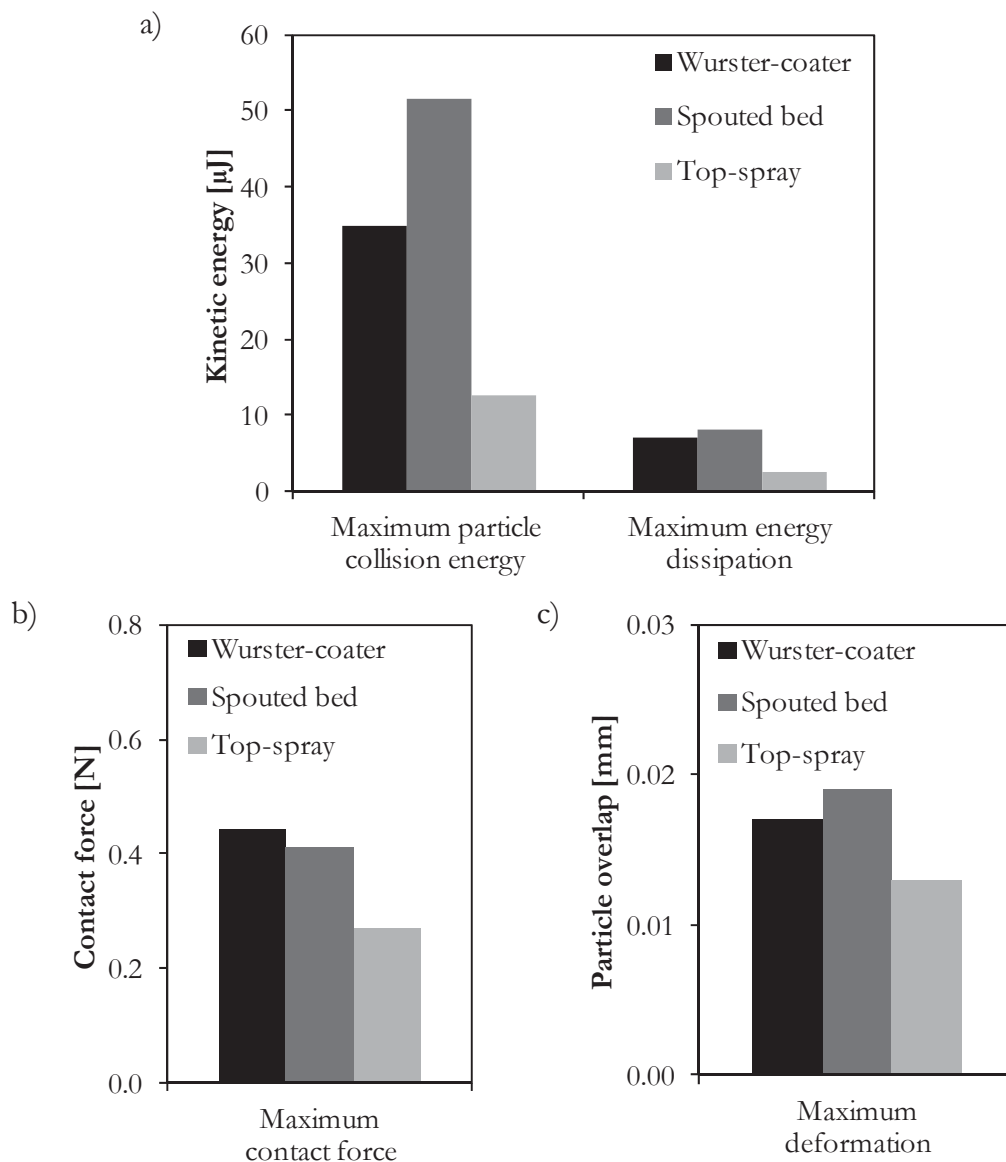 a)
60
50
40
30
20
10
0
Kinetic energy [µJ]
Wurster-coater
Spouted bed
Top-spray
Maximum particle
collision energy
Maximum energy
dissipation
b)
0.8
0.6
0.4
0.2
0.0
Contact force [N]
Wurster-coater
Spouted bed
Top-spray
Maximum
contact force
c)
0.03
0.02
0.01
0.00
Particle overlap [mm]
Wurster-coater
Spouted bed
Top-spray
Maximum
deformation